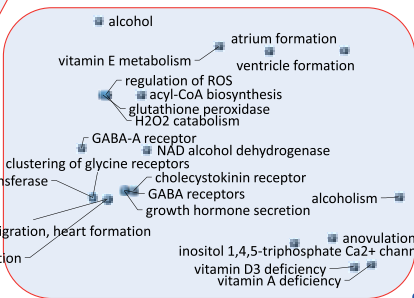 alcohol
atrium formation
vitamin E metabolism
ventricle formation
regulation of ROS
acyl-CoA biosynthesis
glutathione peroxidase
H2O2 catabolism
GABA-A receptor
NAD alcohol dehydrogenase
clustering of glycine receptors
cholecystokinin receptor
nsferase
GABA receptors
alcoholism
growth hormone secretion
igration, heart formation
anovulation
inositol 1,4,5-triphosphate Ca2+ chann
tion
vitamin D3 deficiency
vitamin A deficiency